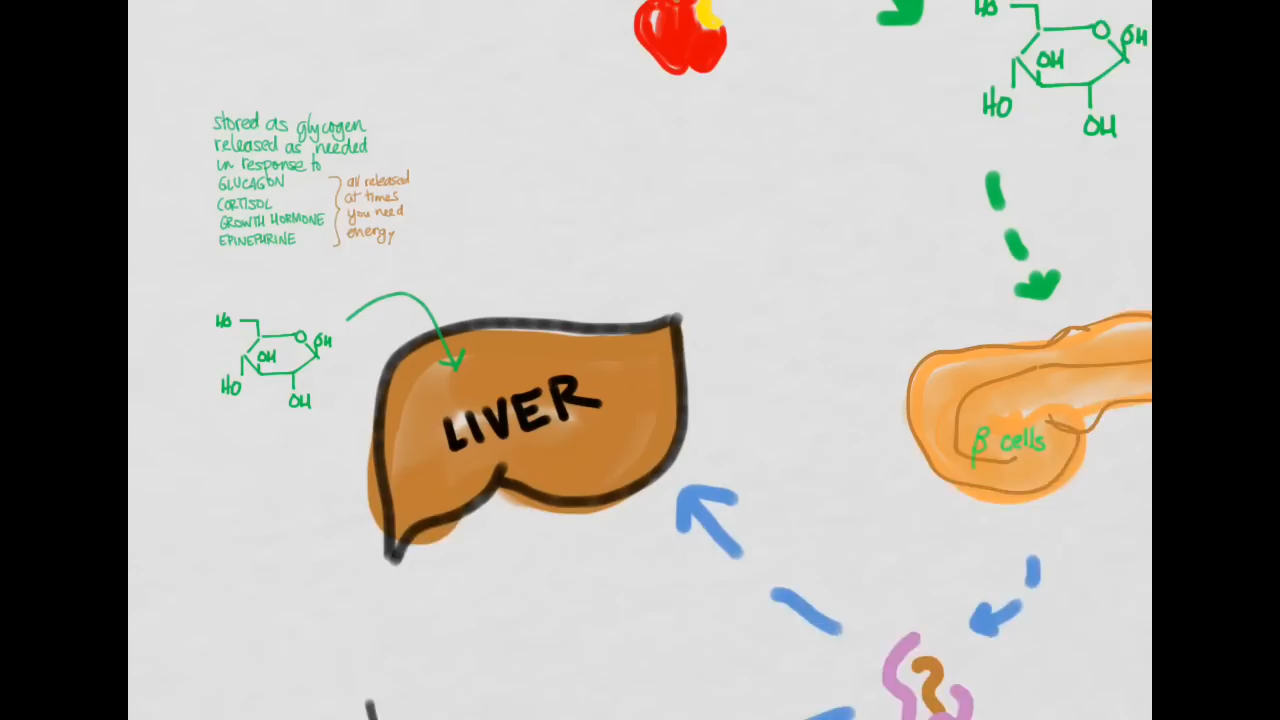 HO
O
OH
OH
HO
OH
stored as glycogen
released as needed
in response to
GLUCAGON
CORTISOL
GROWTH HORMONE
EPINEPHRINE
all released
at times
you need
energy
HO
O
OH
OH
HO
OH
LIVER
β cells